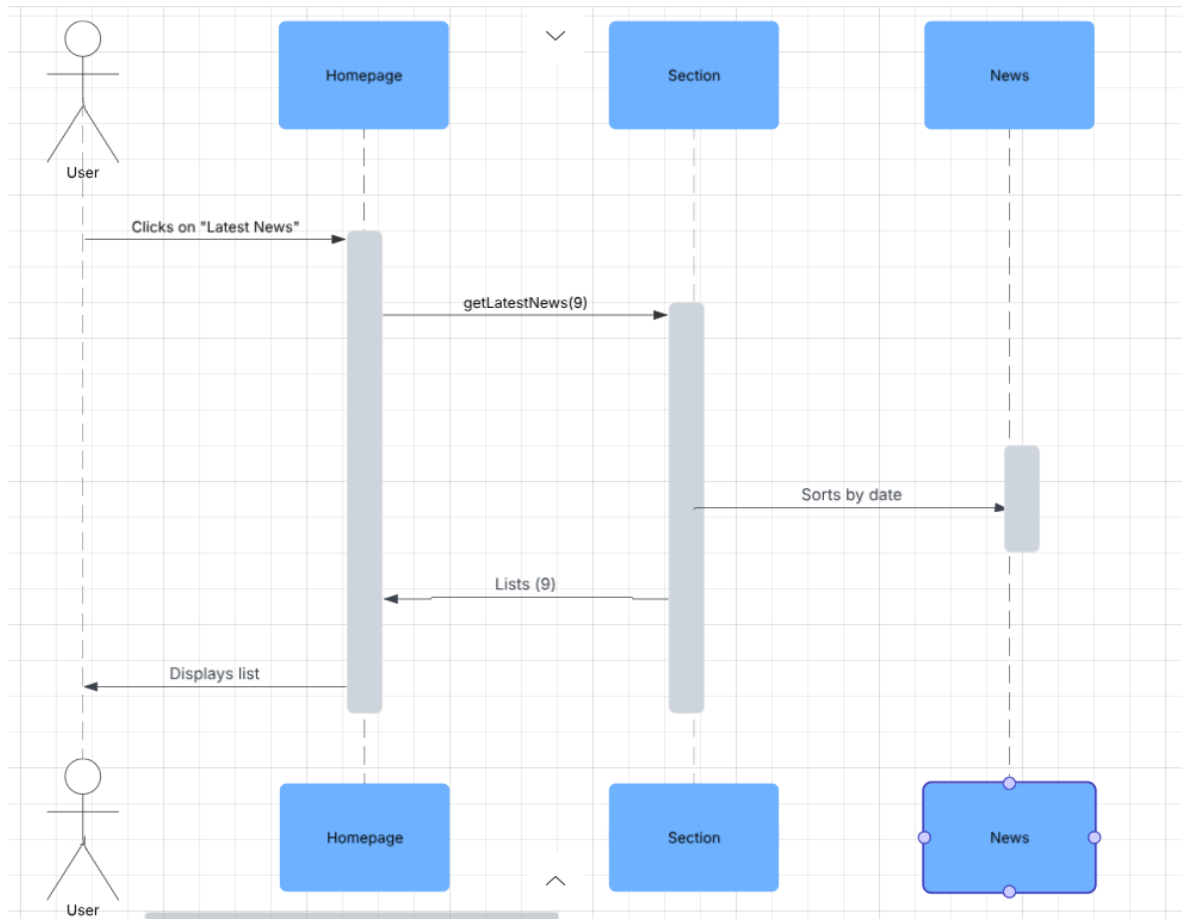 Homepage
Section
News
User
Clicks on "Latest News"
getLatestNews(9)
Sorts by date
Lists (9)
Displays list
Homepage
Section
News
User